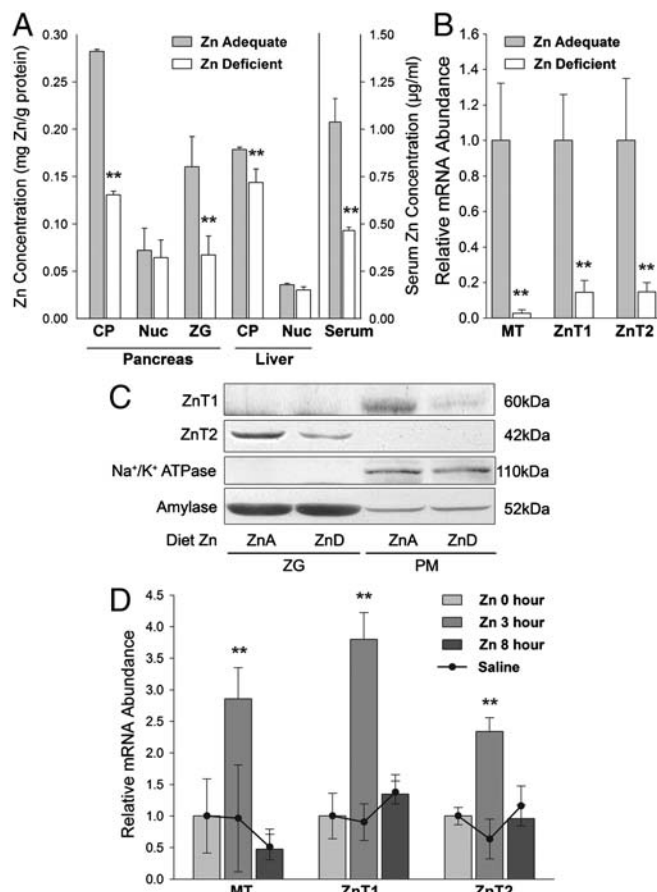 A
Zn Adequate
Zn Deficient
Zn Concentration (mg Zn/g protein)
0.30
0.25
0.20
0.15
0.10
0.05
0.00
**
**
**
**
CP Nuc ZG CP Nuc Serum
Pancreas Liver
Serum Zn Concentration (µg/ml)
1.50
1.25
1.00
0.75
0.50
0.25
0.00
B
Zn Adequate
Zn Deficient
Relative mRNA Abundance
1.6
1.4
1.2
1.0
0.8
0.6
0.4
0.2
0.0
**
**
**
MT ZnT1 ZnT2
C
ZnT1 60kDa
ZnT2 42kDa
Na+/K+ ATPase 110kDa
Amylase 52kDa
Diet Zn ZnA ZnD ZnA ZnD
ZG PM
D
Zn 0 hour
Zn 3 hour
Zn 8 hour
Saline
Relative mRNA Abundance
4.5
4.0
3.5
3.0
2.5
2.0
1.5
1.0
0.5
0.0
**
**
**
MT ZnT1 ZnT2